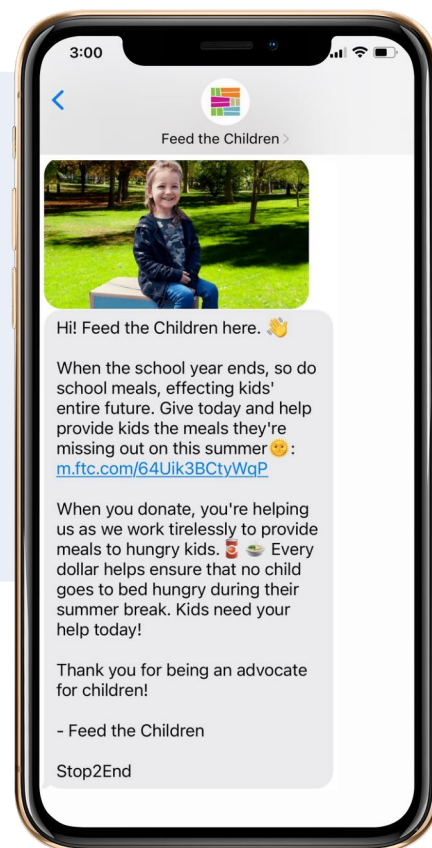 3:00
Feed the Children >
Hi! Feed the Children here. 👋
When the school year ends, so do
school meals, effecting kids'
entire future. Give today and help
provide kids the meals they're
missing out on this summer🌞:
m.ftc.com/64Uik3BCtyWqP
When you donate, you're helping
us as we work tirelessly to provide
meals to hungry kids. 🥫 🍲 Every
dollar helps ensure that no child
goes to bed hungry during their
summer break. Kids need your
help today!
Thank you for being an advocate
for children!
- Feed the Children
Stop2End